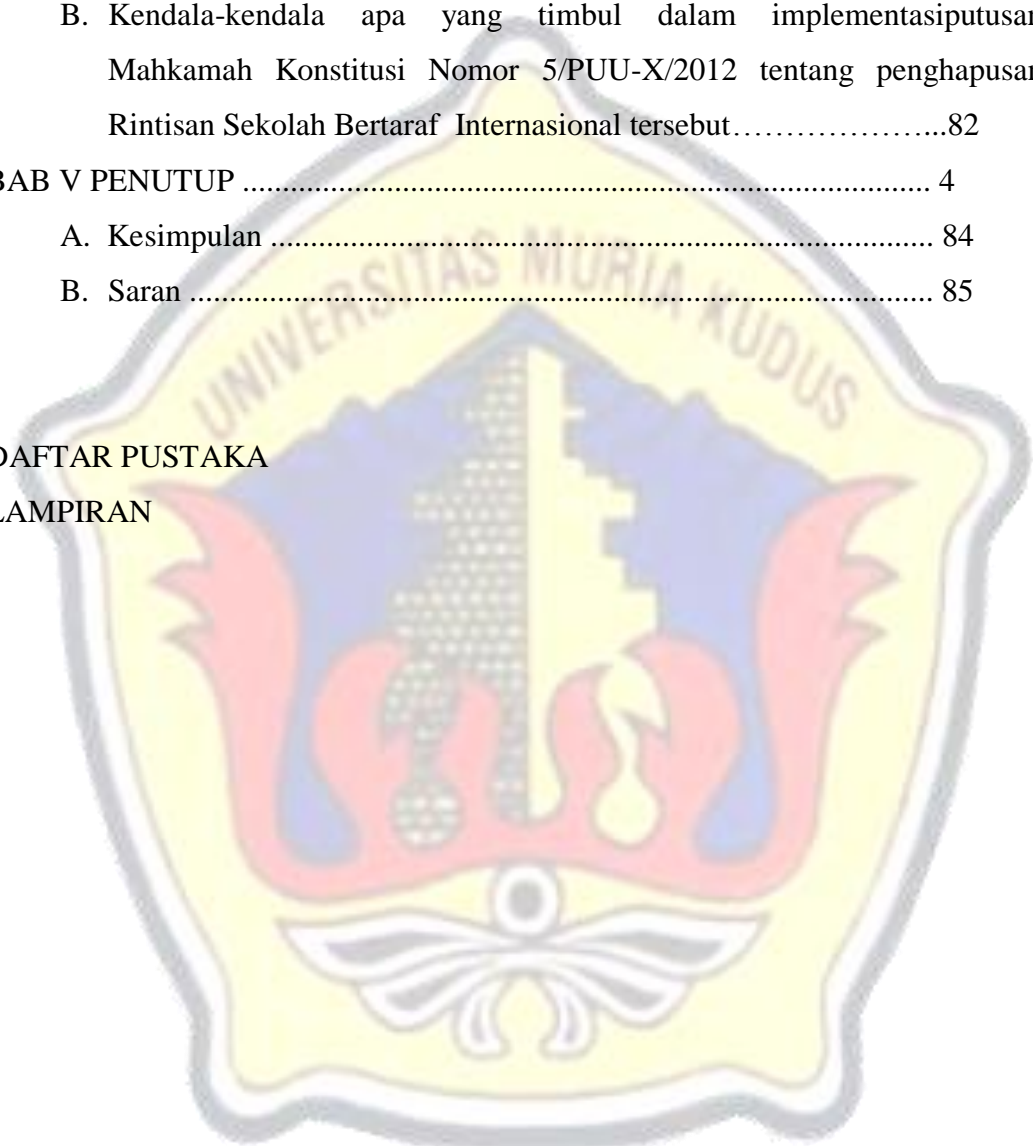 B. Kendala-kendala apa yang timbul dalam implementasiputusan
Mahkamah Konstitusi Nomor 5/PUU-X/2012 tentang penghapusan
Rintisan Sekolah Bertaraf Internasional tersebut…………………...82
BAB V PENUTUP ............................................................................ 4
A. Kesimpulan ......................................................................... 84
B. Saran .................................................................................. 85
UNIVERSITAS MURIA KUDUS
DAFTAR PUSTAKA
LAMPIRAN